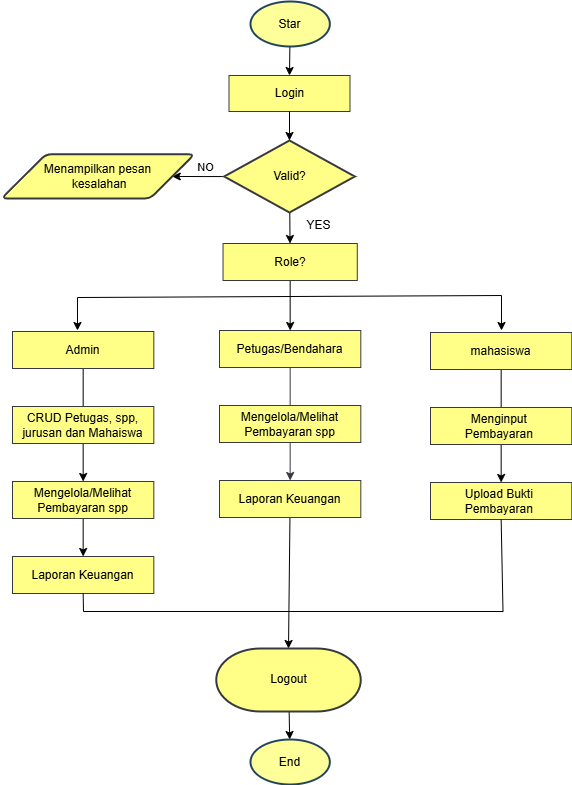 Star
Login
Menampilkan pesan
kesalahan
NO
Valid?
YES
Role?
Admin
Petugas/Bendahara
mahasiswa
CRUD Petugas, spp,
jurusan dan Mahaiswa
Mengelola/Melihat
Pembayaran spp
Menginput
Pembayaran
Mengelola/Melihat
Pembayaran spp
Laporan Keuangan
Upload Bukti
Pembayaran
Laporan Keuangan
Logout
End